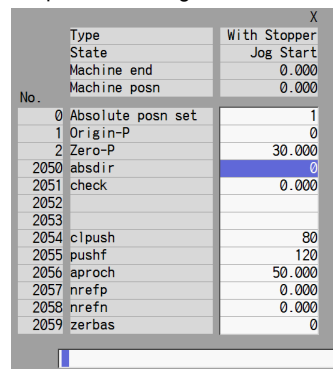 X
Type With Stopper
State Jog Start
Machine end 0.000
Machine posn 0.000
No.
0 Absolute posn set 1
1 Origin-P 0
2 Zero-P 30.000
2050 absdir 0
2051 check 0.000
2052
2053
2054 clpush 80
2055 pushf 120
2056 aproch 50.000
2057 nrefp 0.000
2058 nrefn 0.000
2059 zerbas 0